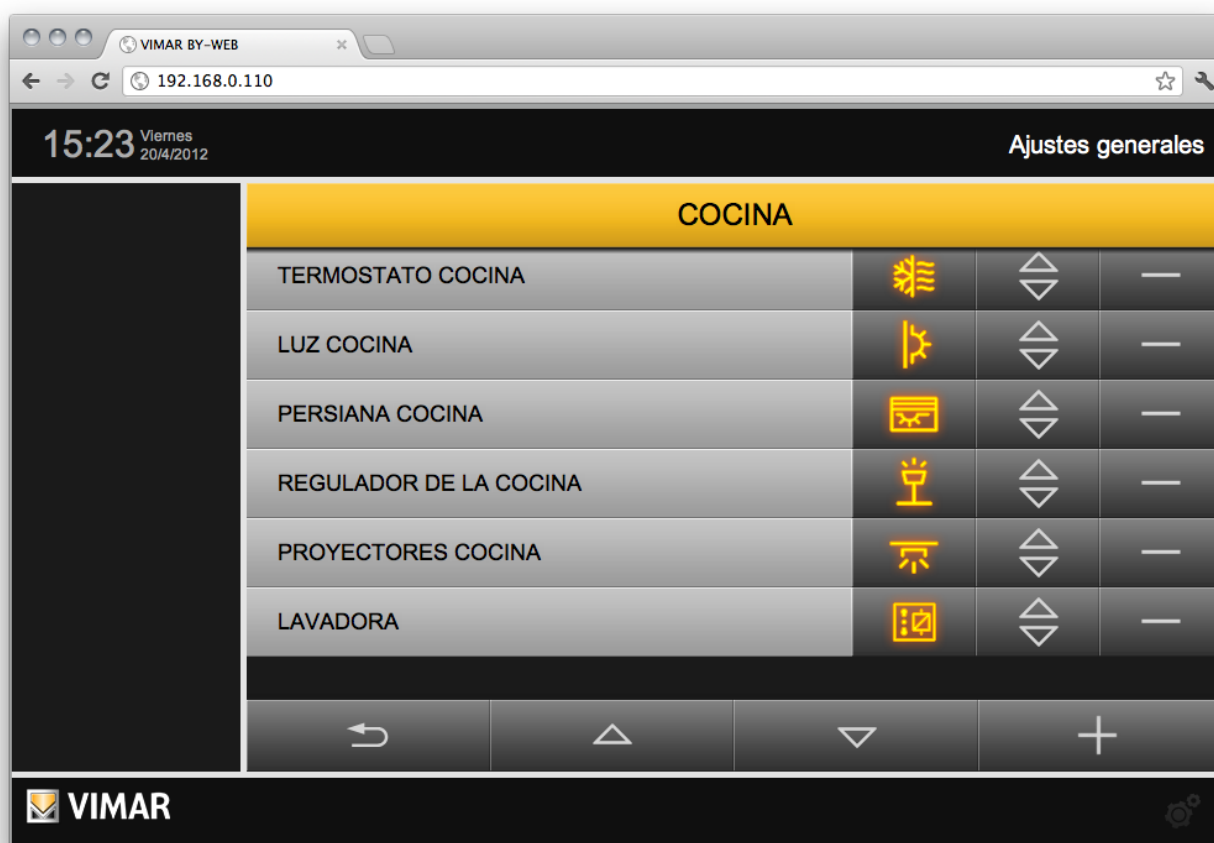 VIMAR BY-WEB
192.168.0.110
15:23 Viernes
20/4/2012
Ajustes generales
COCINA
TERMOSTATO COCINA
LUZ COCINA
PERSIANA COCINA
REGULADOR DE LA COCINA
PROYECTORES COCINA
LAVADORA
VIMAR